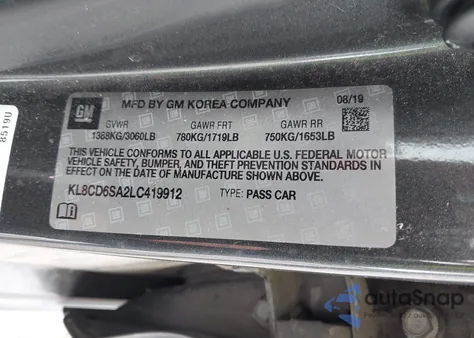 GM
MFD BY GM KOREA COMPANY
08/19
GVWR GAWR FRT GAWR RR
1388KG/3060LB 780KG/1719LB 750KG/1653LB
THIS VEHICLE CONFORMS TO ALL APPLICABLE U.S. FEDERAL MOTOR
VEHICLE SAFETY, BUMPER, AND THEFT PREVENTION STANDARDS IN
EFFECT ON THE DATE OF MANUFACTURE SHOWN ABOVE.
KL8CD6SA2LC419912 TYPE: PASS CAR
autoSnap